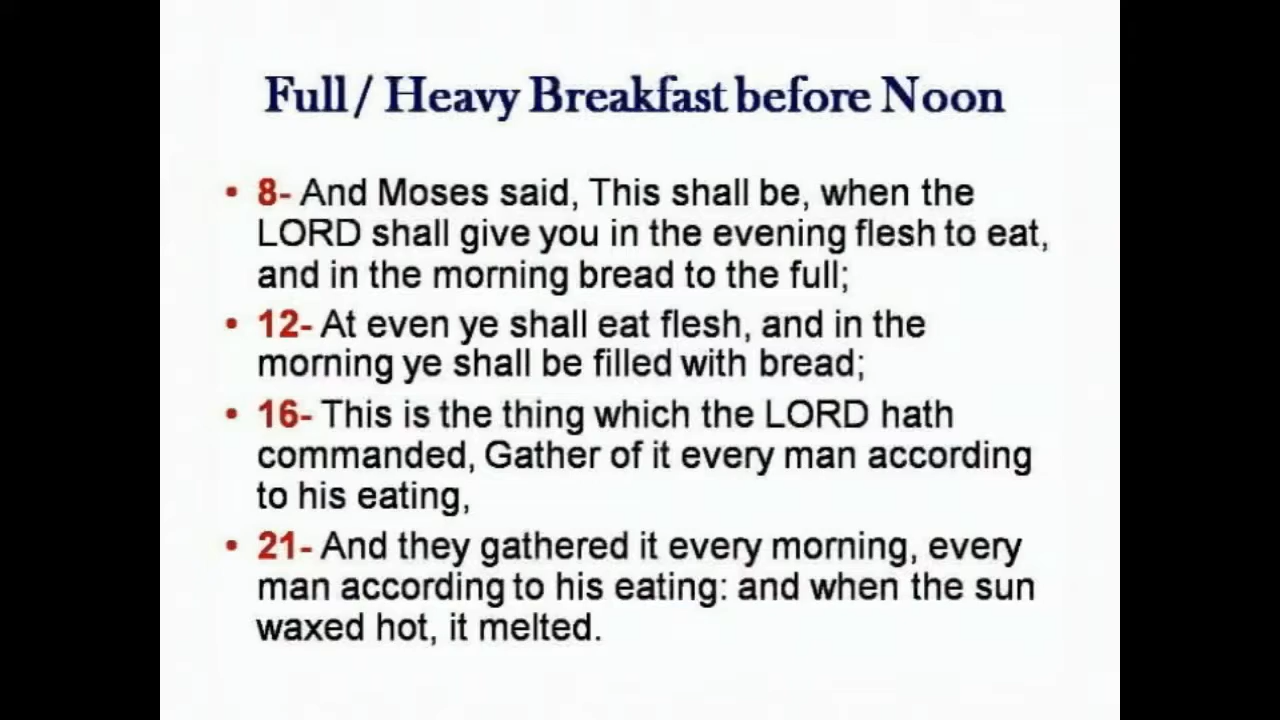 Full / Heavy Breakfast before Noon
• 8- And Moses said, This shall be, when the
LORD shall give you in the evening flesh to eat,
and in the morning bread to the full;
• 12- At even ye shall eat flesh, and in the
morning ye shall be filled with bread;
• 16- This is the thing which the LORD hath
commanded, Gather of it every man according
to his eating,
• 21- And they gathered it every morning, every
man according to his eating: and when the sun
waxed hot, it melted.